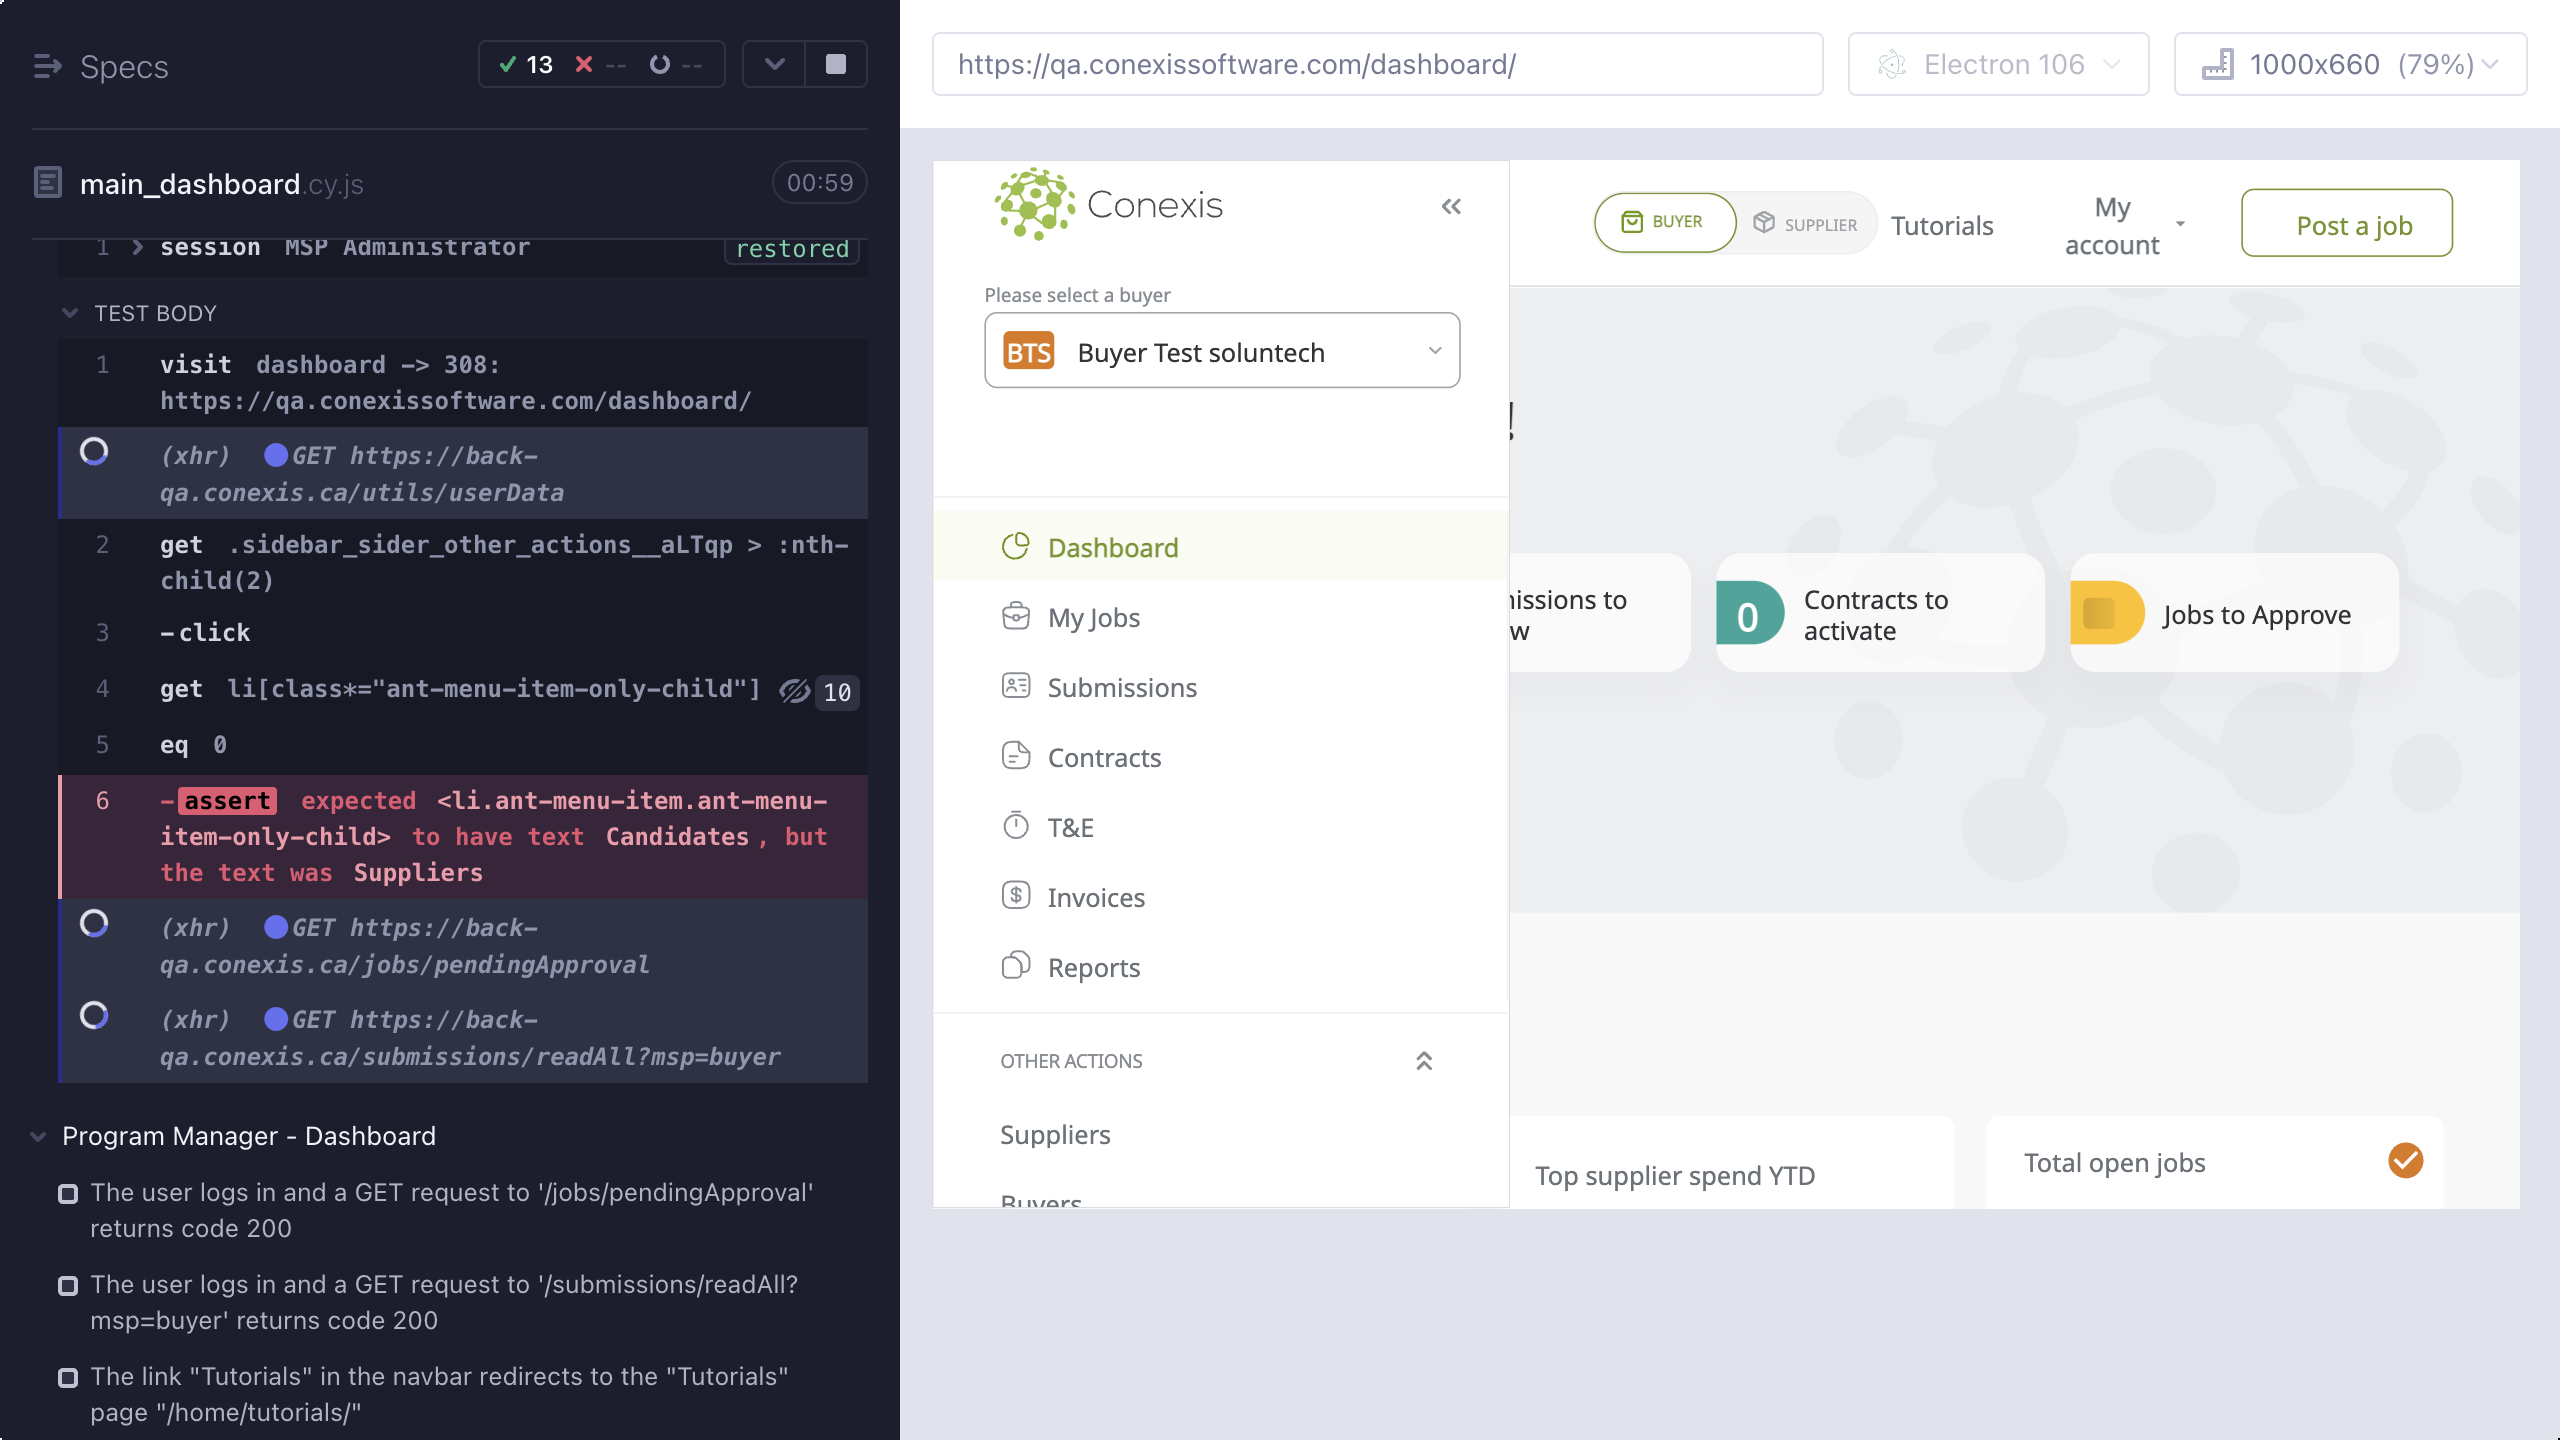 Specs
13 -- --
main_dashboard.cy.js
00:59
1 session MSP Administrator restored
TEST BODY
1 visit dashboard -> 308:
https://qa.conexissoftware.com/dashboard/
(xhr) GET https://back-
qa.conexis.ca/utils/userData
2 get .sidebar_sider_other_actions__aLTqp > :nth-
child(2)
3 -click
4 get li[class*="ant-menu-item-only-child"] 10
5 eq 0
6 -assert expected <li.ant-menu-item.ant-menu-
item-only-child> to have text Candidates, but
the text was Suppliers
(xhr) GET https://back-
qa.conexis.ca/jobs/pendingApproval
(xhr) GET https://back-
qa.conexis.ca/submissions/readAll?msp=buyer
Program Manager - Dashboard
The user logs in and a GET request to '/jobs/pendingApproval'
returns code 200
The user logs in and a GET request to '/submissions/readAll?
msp=buyer' returns code 200
The link "Tutorials" in the navbar redirects to the "Tutorials"
page "/home/tutorials/"
https://qa.conexissoftware.com/dashboard/
Electron 106
1000x660 (79%)
Conexis
Please select a buyer
BTS Buyer Test soluntech
Dashboard
My Jobs
Submissions
Contracts
T&E
Invoices
Reports
OTHER ACTIONS
Suppliers
Buyers
BUYER
SUPPLIER
Tutorials
My
account
Post a job
!
issions to
w
0
Contracts to
activate
Jobs to Approve
Top supplier spend YTD
Total open jobs